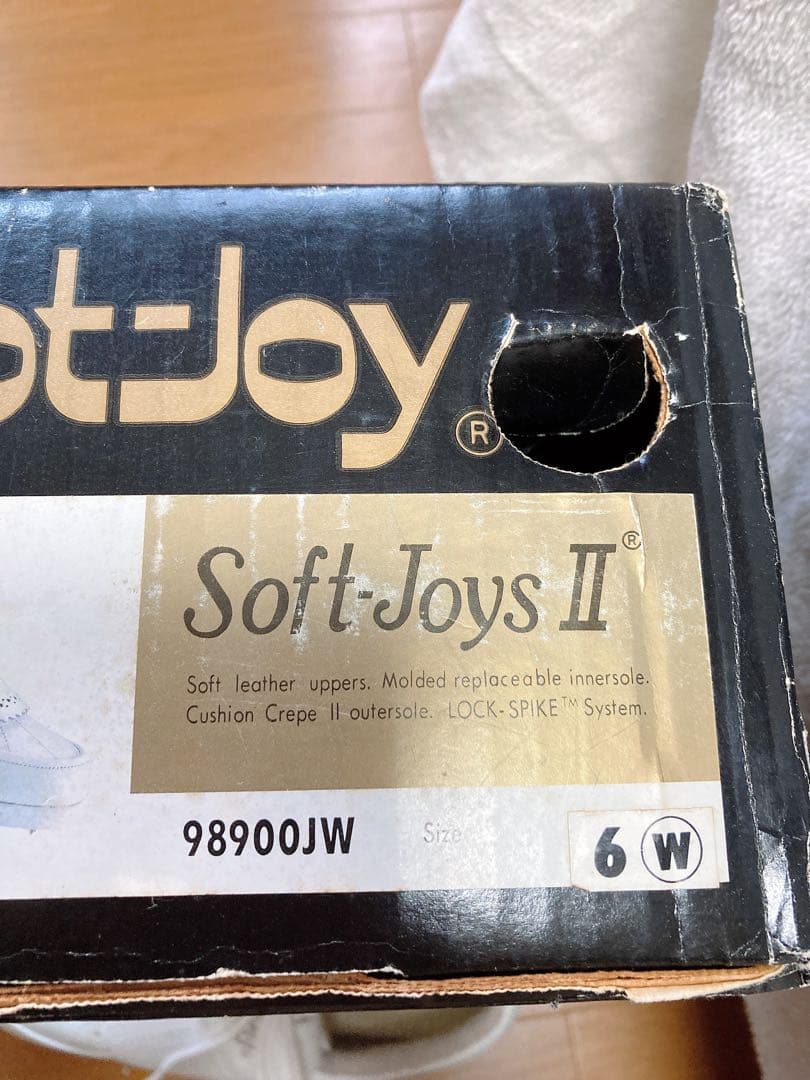 ot-Joy®
Soft-Joys II®
Soft leather uppers. Molded replaceable innersole.
Cushion Crepe II outersole. LOCK-SPIKE™ System.
98900JW Size 6 W